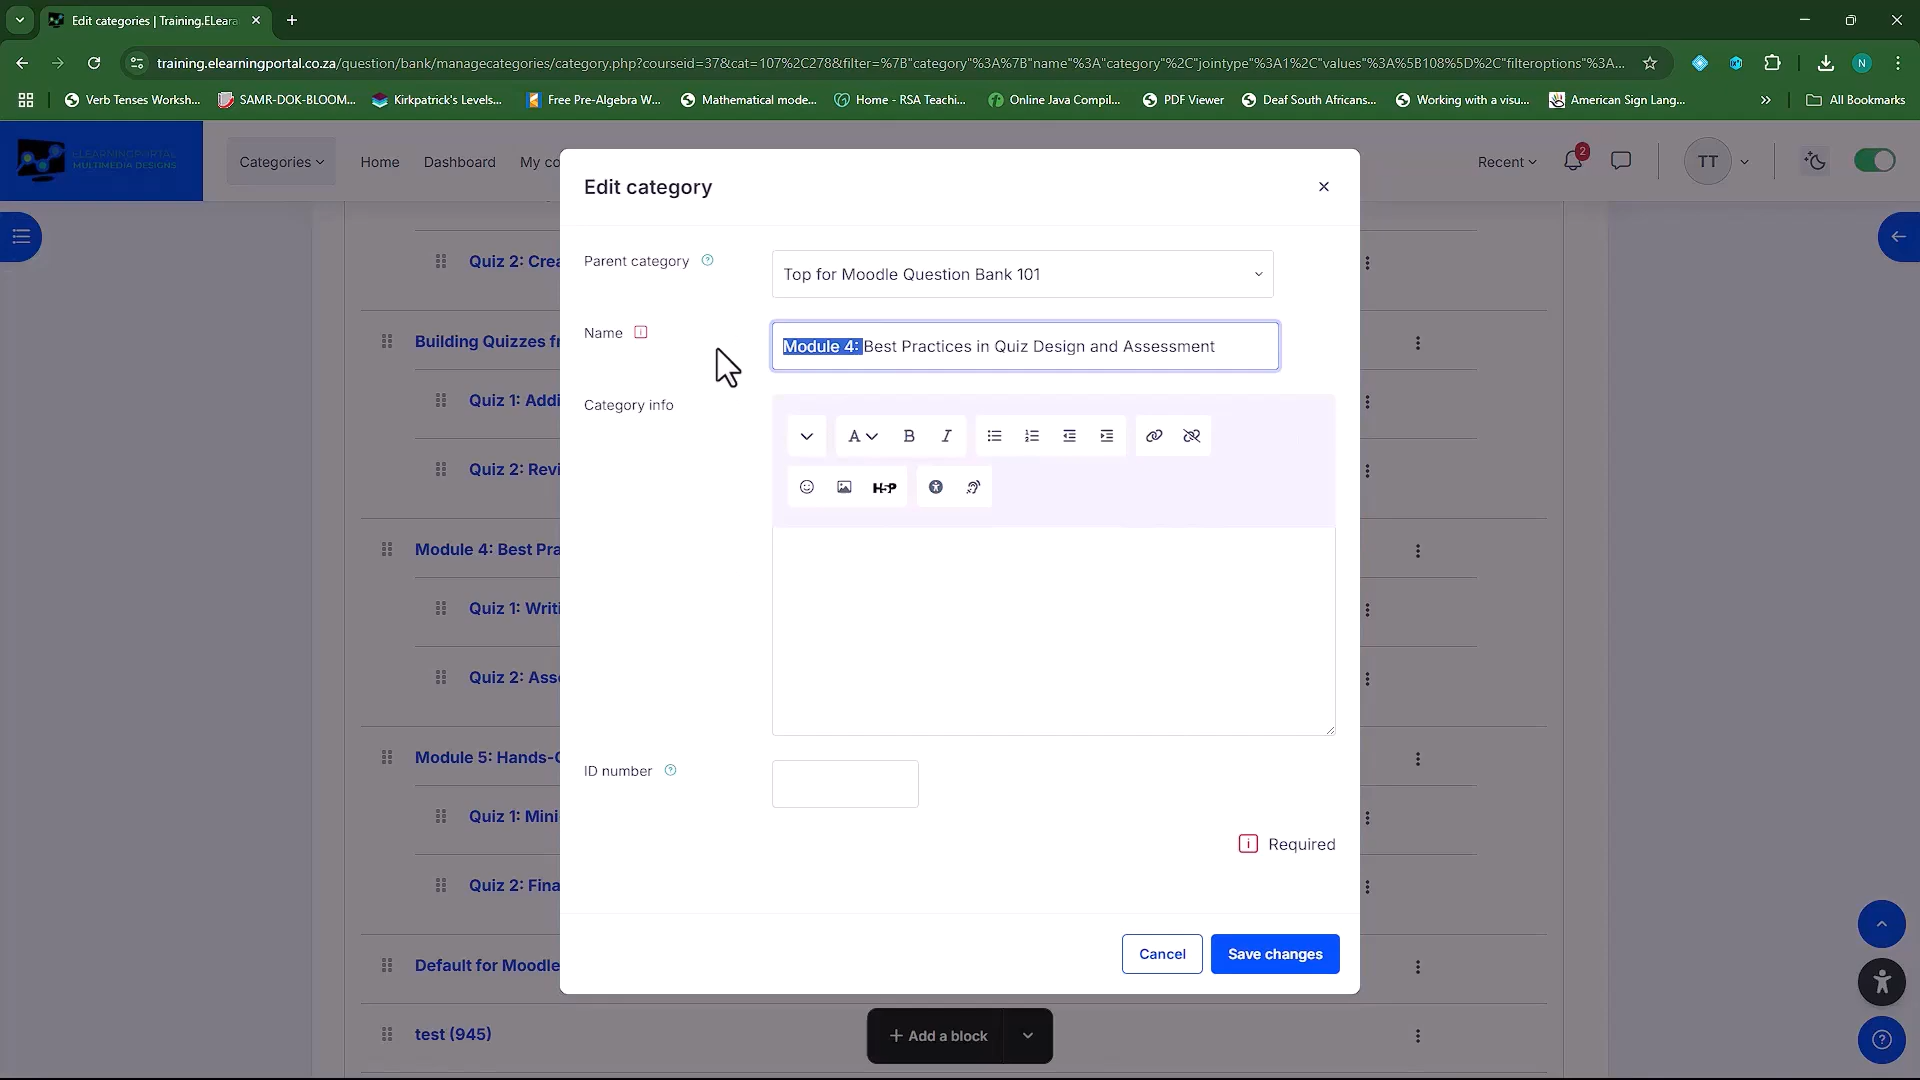 Edit categories | Training.ELeara
training.elearningportal.co.za/question/bank/managecategories/category.php?courseid=37&cat=107%2C278&filter=%7B"category"%3A%7B"name"%3A"category"%2C"jointype"%3A1%2C"values"%3A%5B108%5D%2C"filteroptions"%3A...
N
Verb Tenses Worksh...
SAMR-DOK-BLOOM...
Kirkpatrick's Levels...
Free Pre-Algebra W...
Mathematical mode...
Home - RSA Teachi...
Online Java Compil...
PDF Viewer
Deaf South Africans...
Working with a visu...
American Sign Lang...
All Bookmarks
ELEARNINGPORTAL
MULTIMEDIA DESIGNS
Categories
Home
Dashboard
My co
Recent
2
TT
Edit category
Parent category
Top for Moodle Question Bank 101
Name
Module 4: Best Practices in Quiz Design and Assessment
Category info
A
B
I
H5P
ID number
Required
Cancel
Save changes
Quiz 2: Crea
Building Quizzes fr
Quiz 1: Addi
Quiz 2: Revi
Module 4: Best Pra
Quiz 1: Writi
Quiz 2: Asse
Module 5: Hands-O
Quiz 1: Mini
Quiz 2: Fina
Default for Moodle
test (945)
+ Add a block